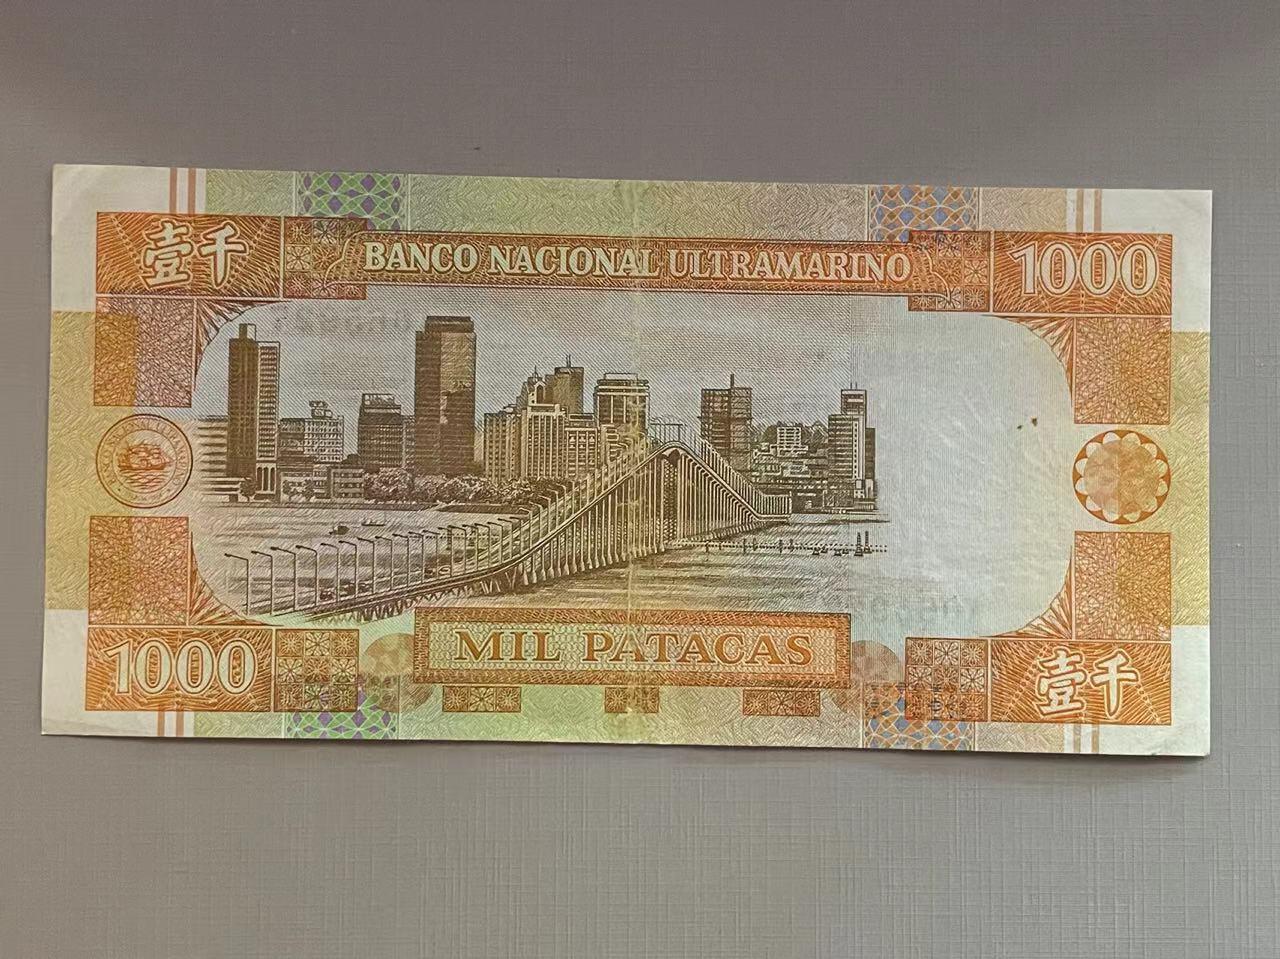 壹千
BANCO NACIONAL ULTRAMARINO
1000
1000
MIL PATACAS
壹千